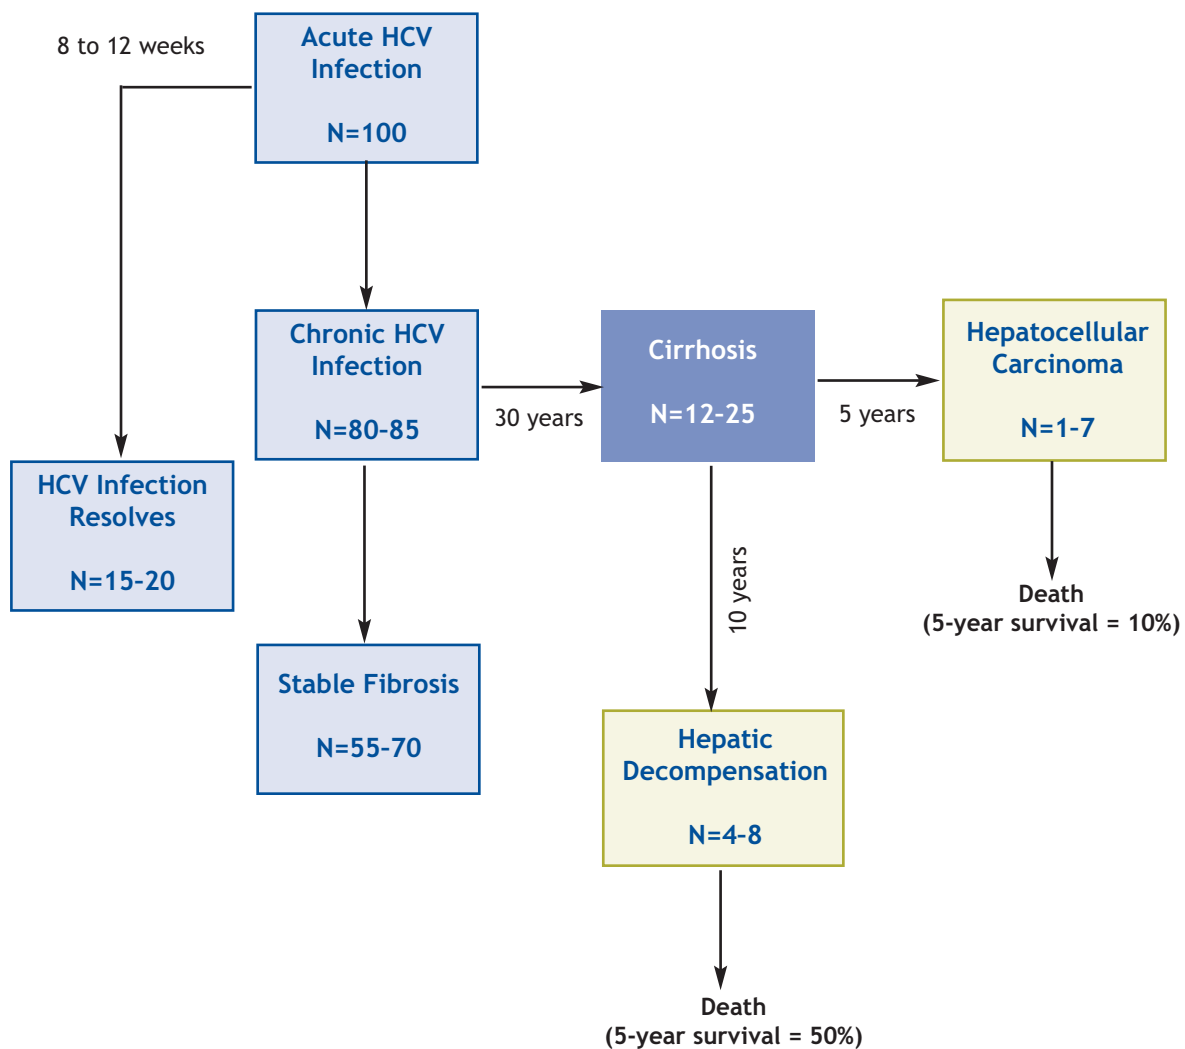 8 to 12 weeks
Acute HCV
Infection
N=100
Chronic HCV
Infection
N=80–85
30 years
Cirrhosis
N=12–25
5 years
Hepatocellular
Carcinoma
N=1–7
HCV Infection
Resolves
N=15–20
10 years
Death
(5-year survival = 10%)
Stable Fibrosis
N=55–70
Hepatic
Decompensation
N=4–8
Death
(5-year survival = 50%)